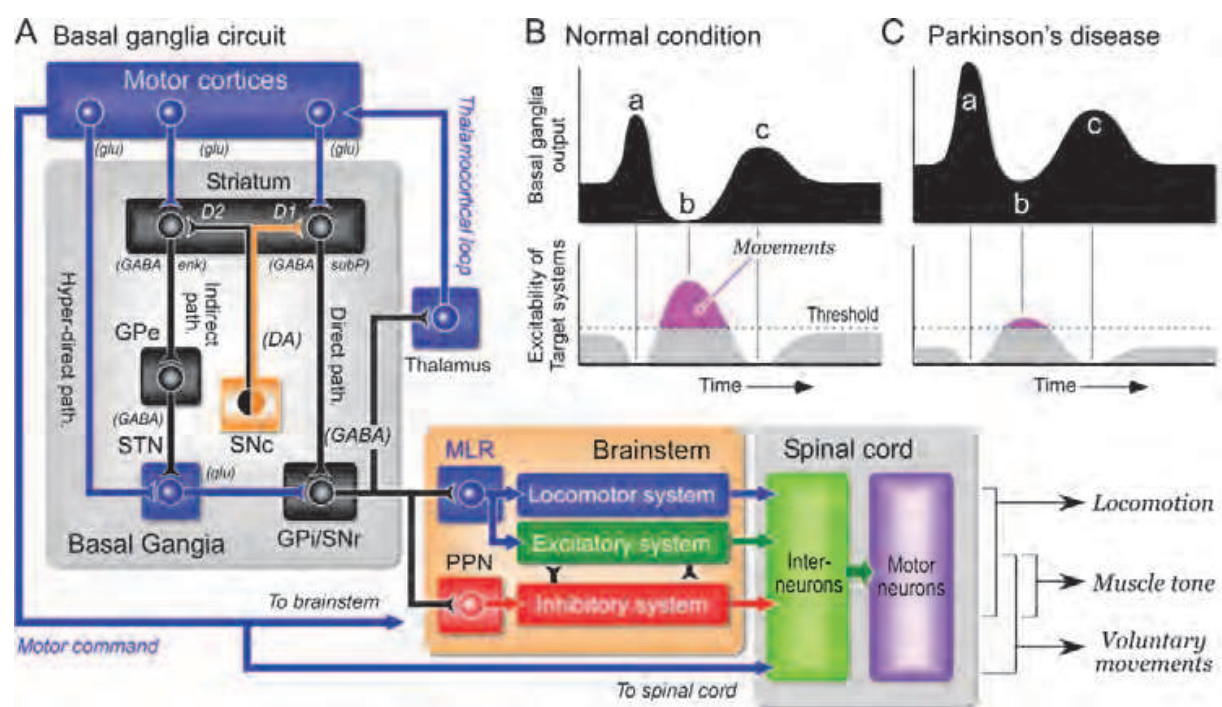 A Basal ganglia circuit
Motor cortices
(glu)
(glu)
(glu)
Striatum
D2
D1
(GABA enk)
(GABA subP)
Hyper-direct path.
Indirect path.
Direct path.
(DA)
GPe
(GABA)
STN
SNc
(glu)
(GABA)
GPi/SNr
Basal Gangia
Thalamocortical loop
Thalamus
B Normal condition
Basal ganglia output
a
b
c
Movements
Excitability of Target systems
Threshold
Time
C Parkinson's disease
a
b
c
Time
MLR
Brainstem
Locomotor system
Excitatory system
PPN
Inhibitory system
Spinal cord
Inter-
neurons
Motor
neurons
Locomotion
Muscle tone
Voluntary
movements
To brainstem
Motor command
To spinal cord